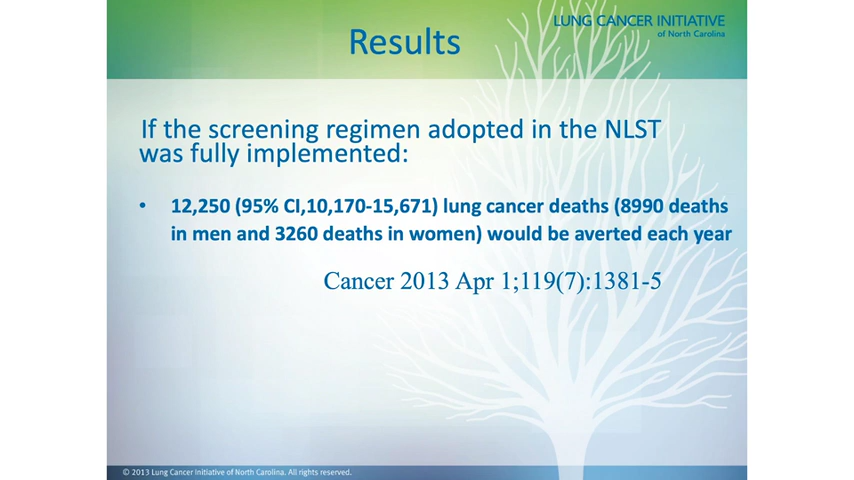 LUNG CANCER INITIATIVE
of North Carolina
Results
If the screening regimen adopted in the NLST
was fully implemented:
• 12,250 (95% CI,10,170-15,671) lung cancer deaths (8990 deaths
in men and 3260 deaths in women) would be averted each year
Cancer 2013 Apr 1;119(7):1381-5
© 2013 Lung Cancer Initiative of North Carolina. All rights reserved.